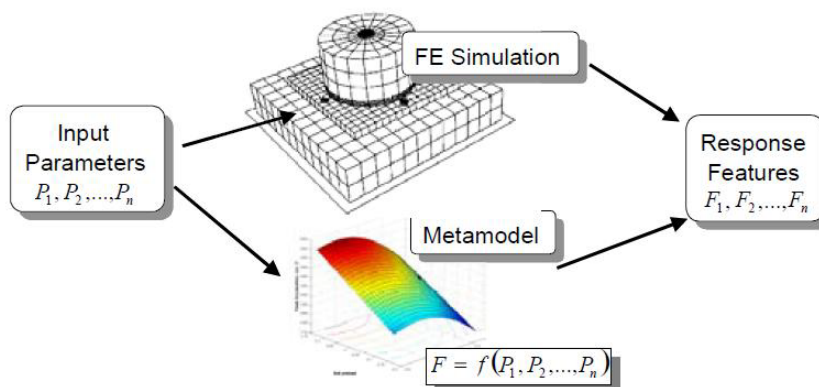 FE Simulation
Input
Parameters
P₁, P₂,...,Pₙ
Response
Features
F₁, F₂,...,Fₙ
Metamodel
F = f(P₁, P₂,...,Pₙ)